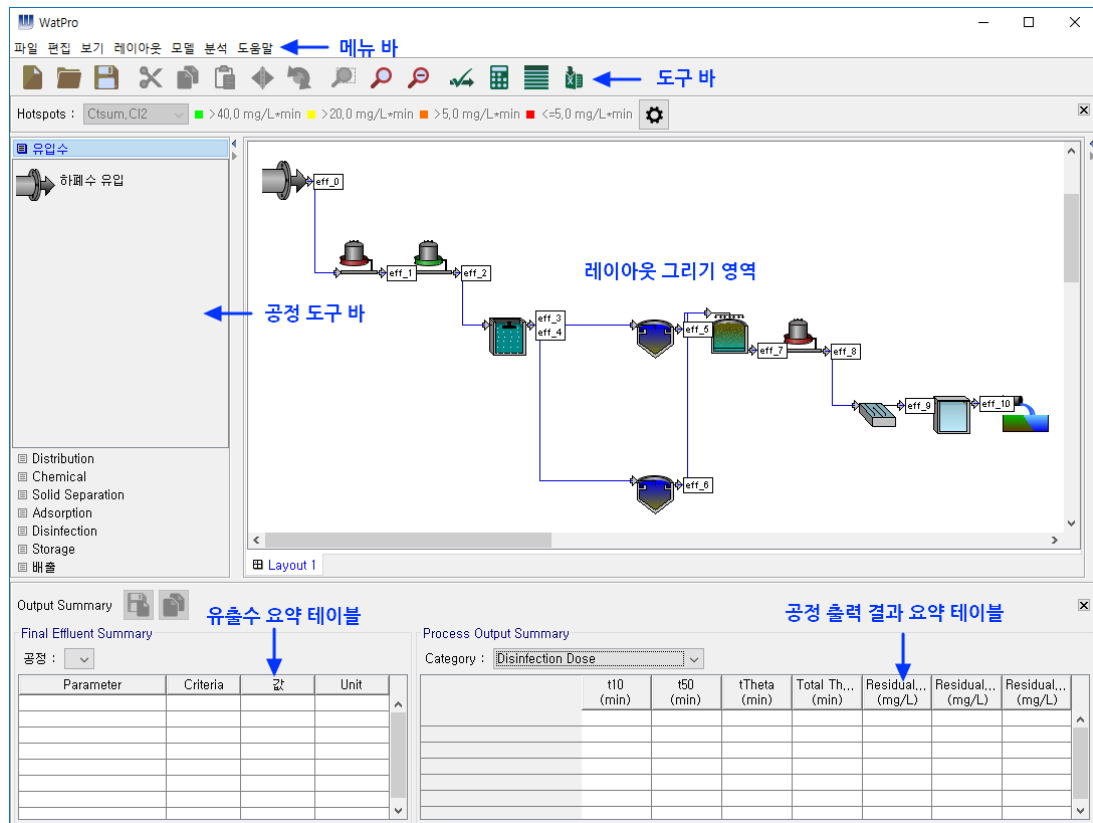 WatPro
파일 편집 보기 레이아웃 모델 분석 도움말 메뉴 바
도구 바
Hotspots : Ctsum,Cl2 >40,0 mg/L*min >20,0 mg/L*min >5,0 mg/L*min <=5,0 mg/L*min
유입수
하폐수 유입
공정 도구 바
Distribution
Chemical
Solid Separation
Adsorption
Disinfection
Storage
배출
eff_0
eff_1
eff_2
레이아웃 그리기 영역
eff_3
eff_4
eff_5
eff_7
eff_8
eff_9
eff_10
eff_6
Layout 1
Output Summary
유출수 요약 테이블
공정 출력 결과 요약 테이블
Final Effluent Summary
공정 :
Parameter Criteria 값 Unit
Process Output Summary
Category : Disinfection Dose
t10 t50 tTheta Total Th... Residual... Residual... Residual...
(min) (min) (min) (min) (mg/L) (mg/L) (mg/L)